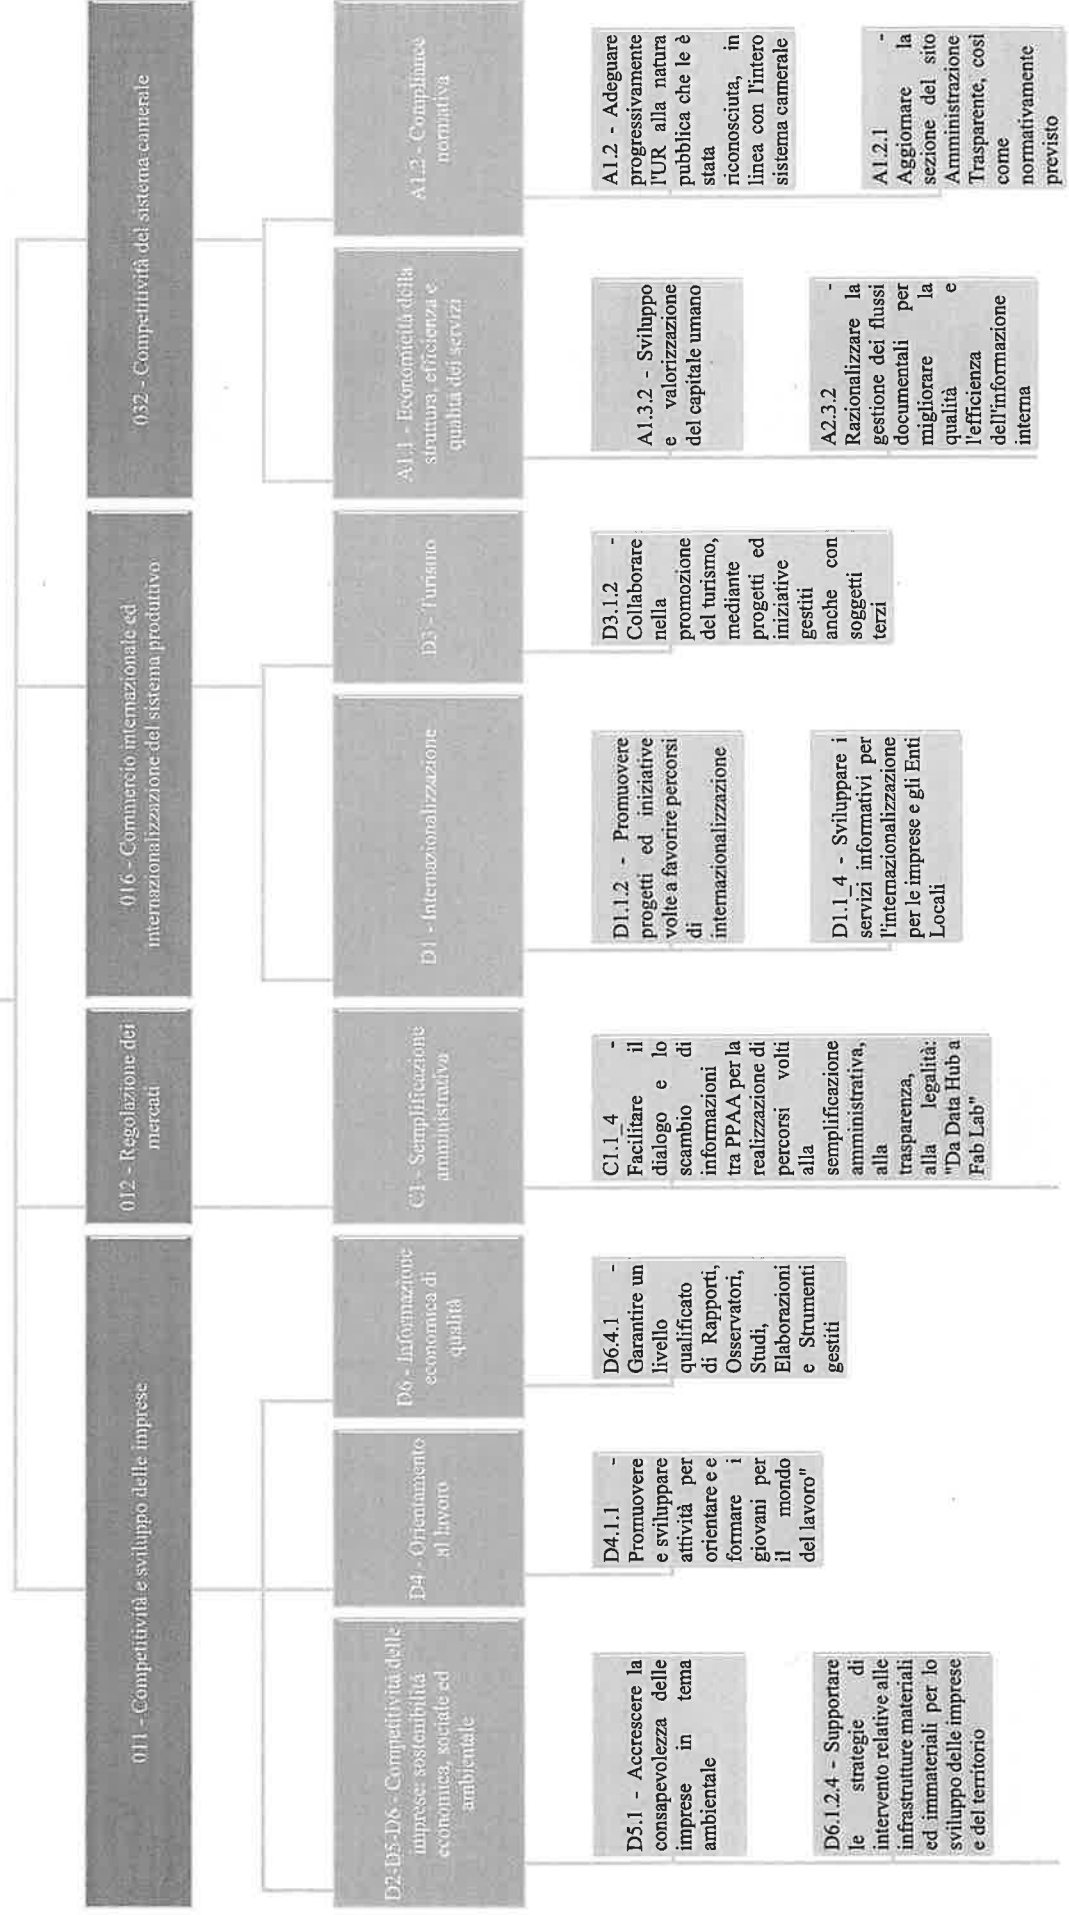 011 - Competitività e sviluppo delle imprese
012 - Regolazione dei
mercati
016 - Commercio internazionale ed
internazionalizzazione del sistema produttivo
032 - Competitività del sistema camerale
D2-D5-D6 - Competitività delle
imprese: sostenibilità
economica, sociale ed
ambientale
D4 - Orientamento
al lavoro
D6 - Informazione
economica di
qualità
C1 - Semplificazione
amministrativa
D1 - Internazionalizzazione
D3 - Turismo
A1.1 - Economicità della
struttura, efficienza e
qualità dei servizi
A1.2 - Compliance
normativa
D5.1 - Accrescere la
consapevolezza delle
imprese in tema
ambientale
D6.1.2.4 - Supportare
le strategie di
intervento relative alle
infrastrutture materiali
ed immateriali per lo
sviluppo delle imprese
e del territorio
D4.1.1 -
Promuovere
e sviluppare
attività per
orientare e e
formare i
giovani per
il mondo
del lavoro"
D6.4.1 -
Garantire un
livello
qualificato
di Rapporti,
Osservatori,
Studi,
Elaborazioni
e Strumenti
gestiti
C1.1_4 -
Facilitare il
dialogo e lo
scambio di
informazioni
tra PPAA per la
realizzazione di
percorsi volti
alla
semplificazione
amministrativa,
alla
trasparenza,
alla legalità:
"Da Data Hub a
Fab Lab"
D1.1.2 - Promuovere
progetti ed iniziative
volte a favorire percorsi
di
internazionalizzazione
D1.1_4 - Sviluppare i
servizi informativi per
l'internazionalizzazione
per le imprese e gli Enti
Locali
D3.1.2 -
Collaborare
nella
promozione
del turismo,
mediante
progetti ed
iniziative
gestiti
anche con
soggetti
terzi
A1.3.2 - Sviluppo
e valorizzazione
del capitale umano
A2.3.2 -
Razionalizzare la
gestione dei flussi
documentali per
migliorare la
qualità e
l'efficienza
dell'informazione
interna
A1.2 - Adeguare
progressivamente
l'UR alla natura
pubblica che le è
stata
riconosciuta, in
linea con l'intero
sistema camerale
A1.2.1 -
Aggiornare la
sezione del sito
Amministrazione
Trasparente, così
come
normativamente
previsto